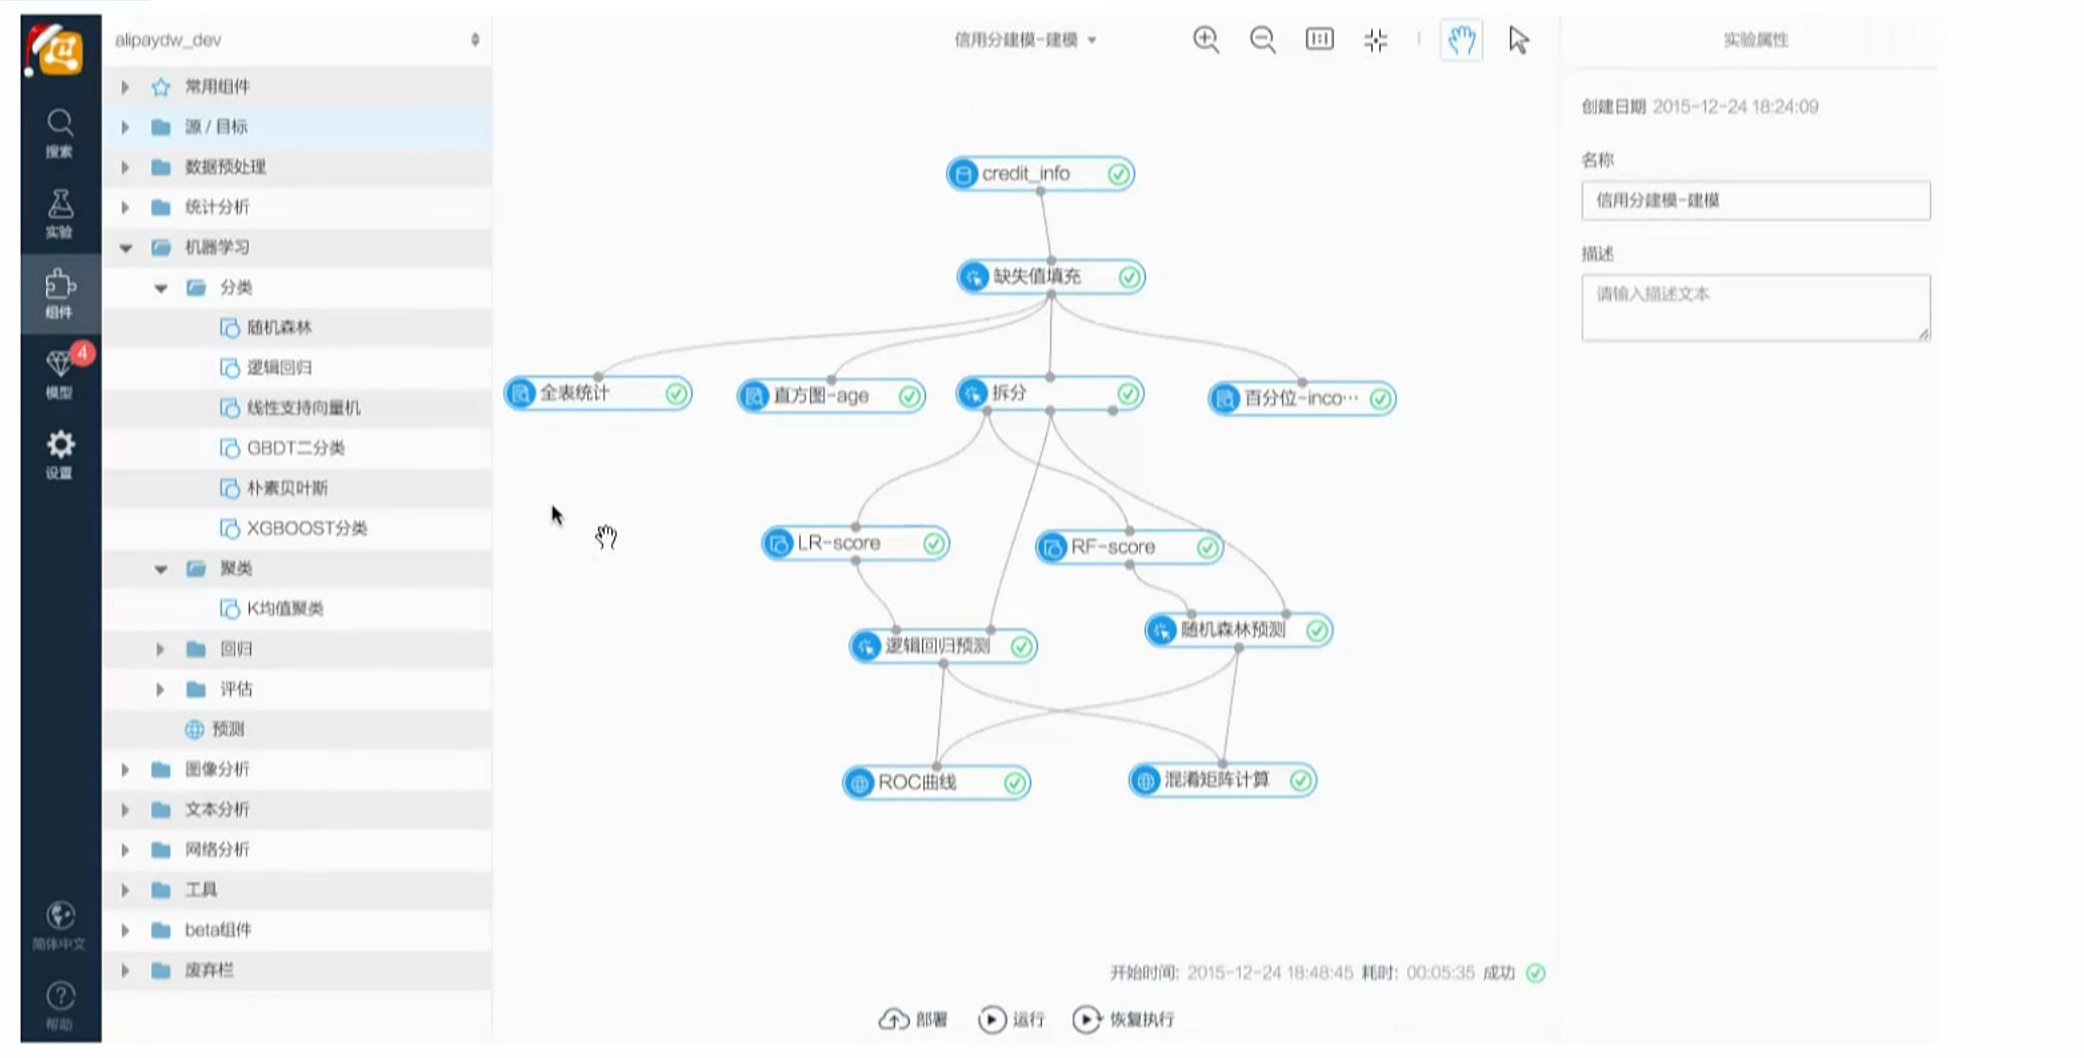 alipaydw_dev
信用分建模-建模
实验属性
搜索
实验
组件
4
模型
设置
简体中文
帮助
常用组件
源 / 目标
数据预处理
统计分析
机器学习
分类
随机森林
逻辑回归
线性支持向量机
GBDT二分类
朴素贝叶斯
XGBOOST分类
聚类
K均值聚类
回归
评估
预测
图像分析
文本分析
网络分析
工具
beta组件
废弃栏
credit_info
缺失值填充
全表统计
直方图-age
拆分
百分位-inco…
LR-score
RF-score
逻辑回归预测
随机森林预测
ROC曲线
混淆矩阵计算
开始时间: 2015-12-24 18:48:45 耗时: 00:05:35 成功
部署
运行
恢复执行
创建日期 2015-12-24 18:24:09
名称
信用分建模-建模
描述
请输入描述文本